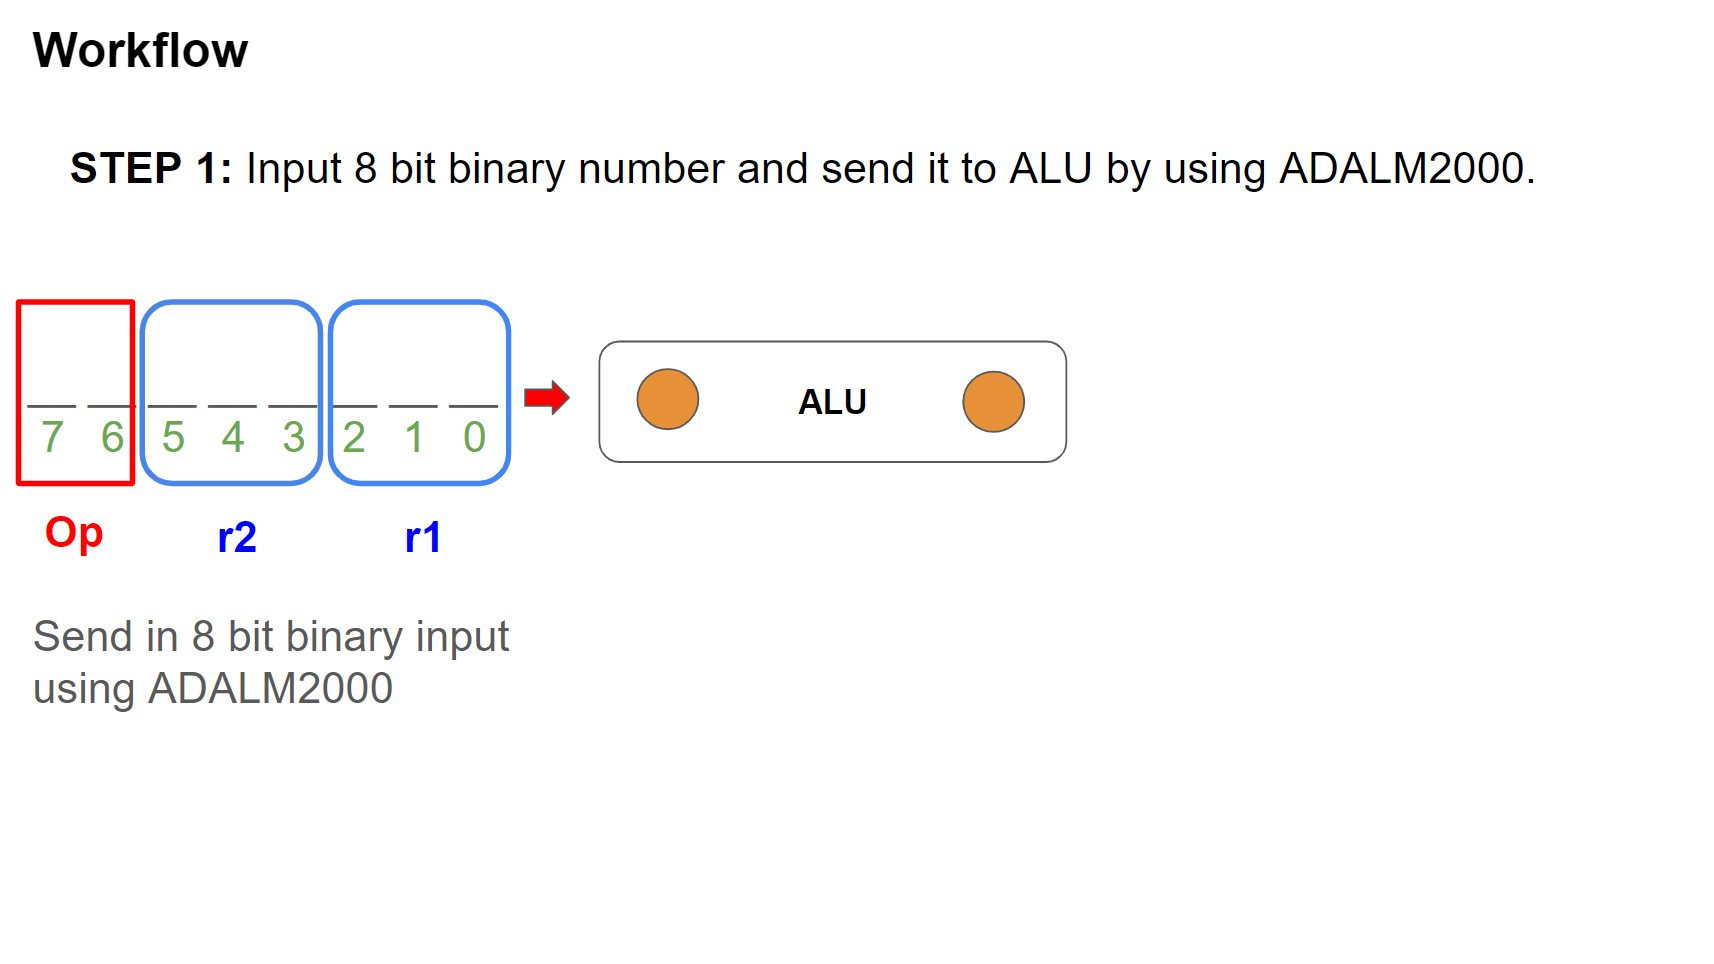 Workflow
STEP 1: Input 8 bit binary number and send it to ALU by using ADALM2000.
7 6 5 4 3 2 1 0
ALU
Op r2 r1
Send in 8 bit binary input
using ADALM2000